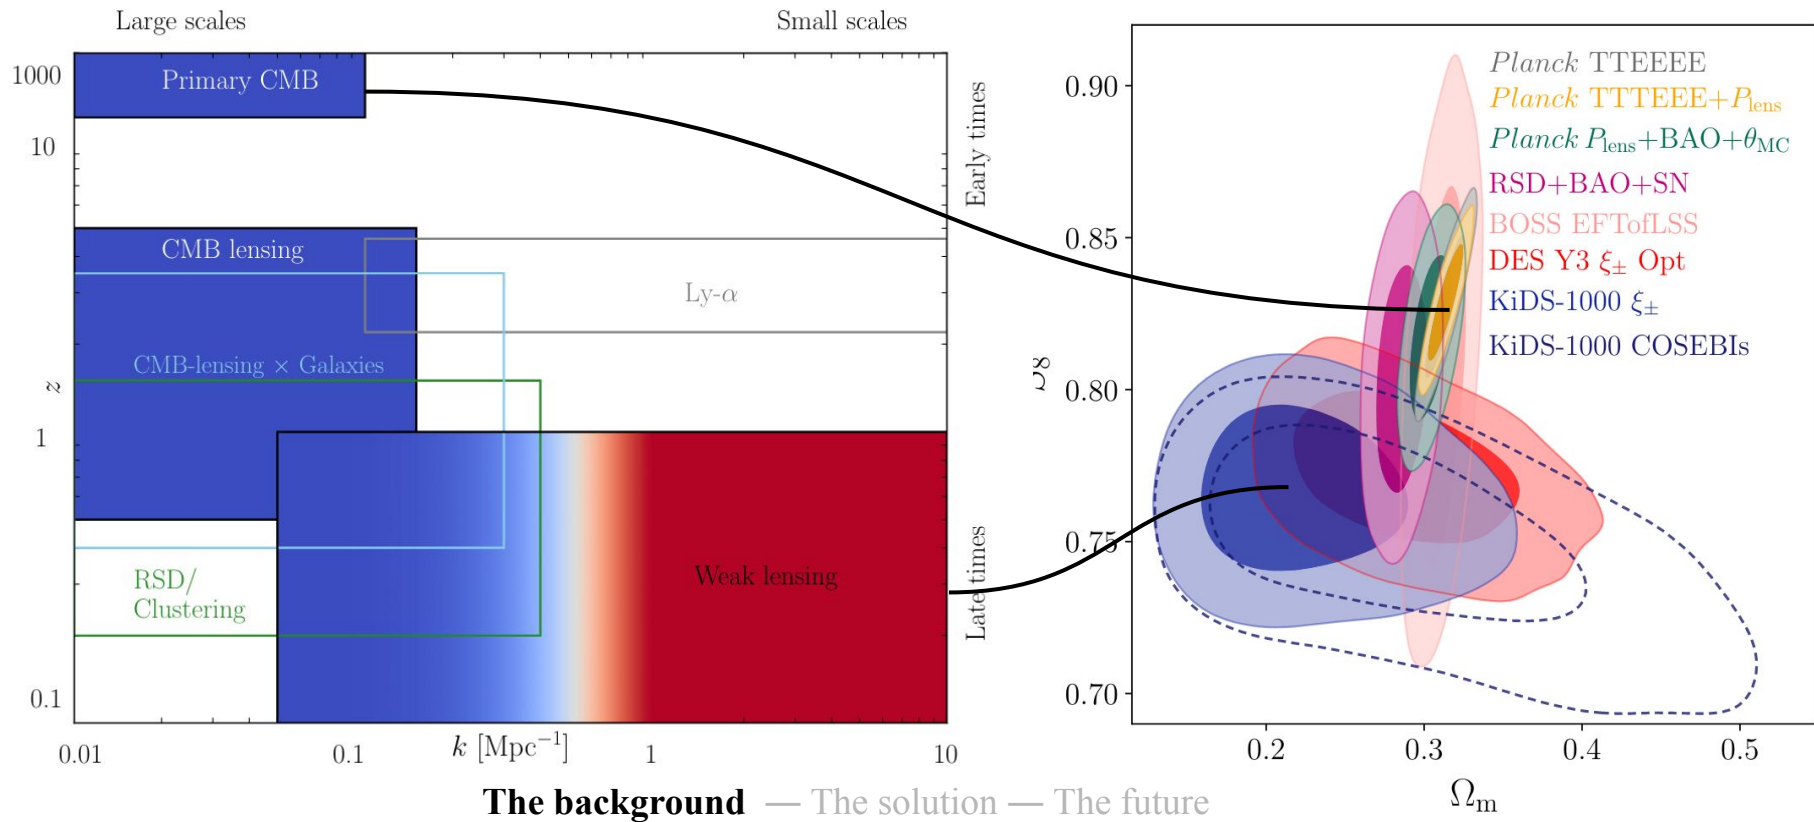 Large scales
Small scales
1000
10
z
1
0.1
Primary CMB
CMB lensing
Ly-α
CMB-lensing × Galaxies
RSD/
Clustering
Weak lensing
Early times
Late times
0.01
0.1
k [Mpc⁻¹]
1
10
0.90
0.85
0.80
0.75
0.70
S₈
Planck TTEEEE
Planck TTTEEE+P_lens
Planck P_lens+BAO+θ_MC
RSD+BAO+SN
BOSS EFTofLSS
DES Y3 ξ± Opt
KiDS-1000 ξ±
KiDS-1000 COSEBIs
0.2
0.3
0.4
0.5
Ω_m
The background — The solution — The future